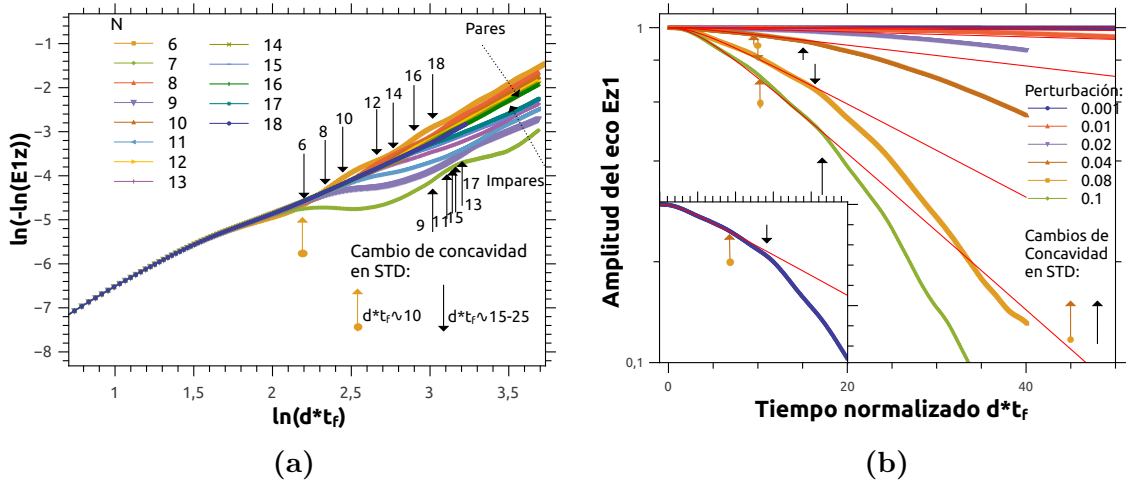 N
6
7
8
9
10
11
12
13
14
15
16
17
18
Pares
Impares
6
8
10
12
14
16
18
9
11
15
13
17
Cambio de concavidad
en STD:
d*tf~10
d*tf~15-25
ln(-ln(E1z))
−1
−2
−3
−4
−5
−6
−7
−8
1
1,5
2
2,5
3
3,5
ln(d*tf)
(a)
Amplitud del eco Ez1
1
0,1
Perturbación:
0.001
0.01
0.02
0.04
0.08
0.1
Cambios de
Concavidad
en STD:
0
20
40
Tiempo normalizado d*tf
(b)